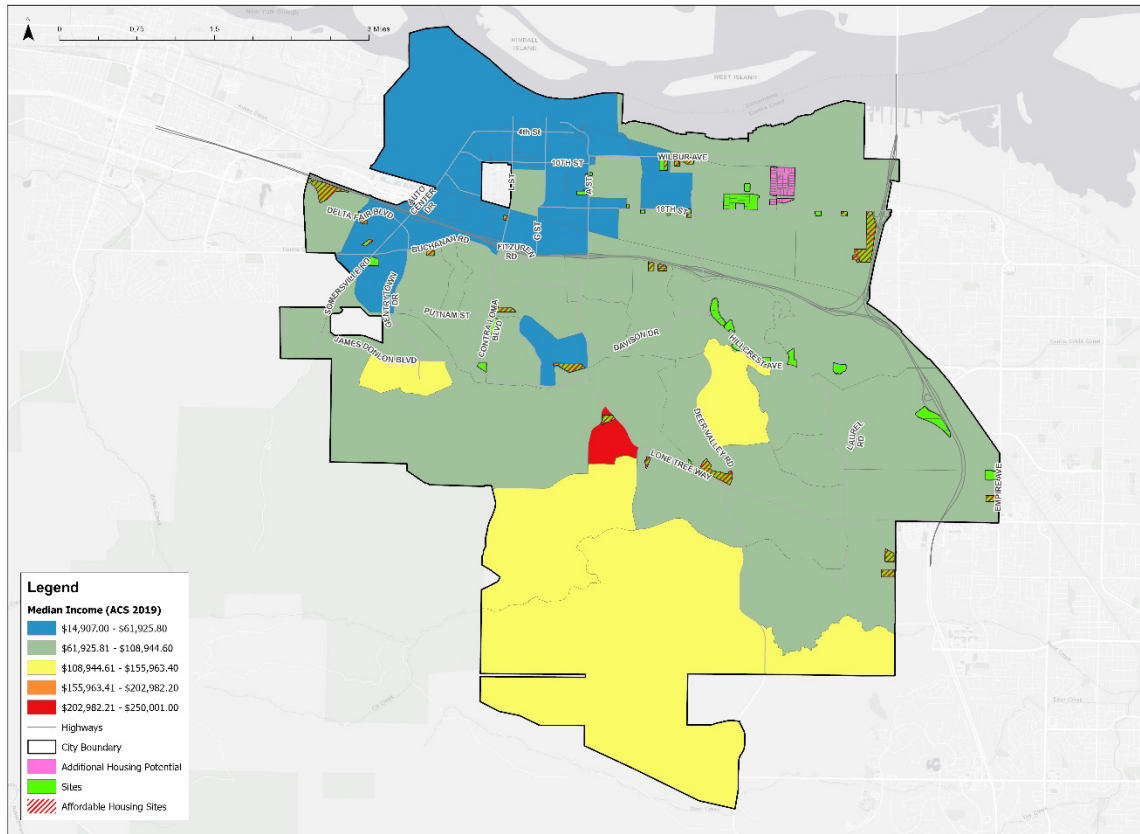 N
0 0.75 1.5 3 Miles
KIMBALL
ISLAND
WEST ISLAND
4th St
10TH ST
WILBUR AVE
I ST
A ST
AUTO
CENTER
DR
18TH ST
DELTA FAIR BLVD
G ST
BUCHANAN RD
FITZUREN
RD
SOMERSVILLE RD
GENTRYTOWN
DR
PUTNAM ST
CONTRA LOMA
BLVD
DAVISON DR
HILLCREST AVE
JAMES DONLON BLVD
DEER VALLEY RD
LAUREL
RD
LONE TREE WAY
EMPIRE AVE
Legend
Median Income (ACS 2019)
$14,907.00 - $61,925.80
$61,925.81 - $108,944.60
$108,944.61 - $155,963.40
$155,963.41 - $202,982.20
$202,982.21 - $250,001.00
Highways
City Boundary
Additional Housing Potential
Sites
Affordable Housing Sites